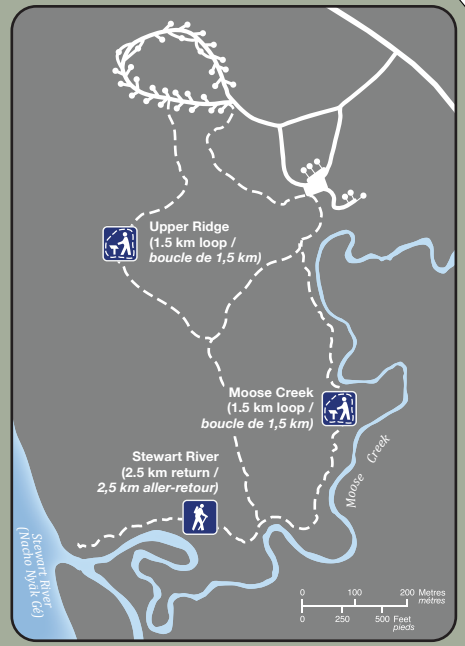 Upper Ridge
(1.5 km loop /
boucle de 1,5 km)
Moose Creek
(1.5 km loop /
boucle de 1,5 km)
Stewart River
(2.5 km return /
2,5 km aller-retour)
Moose Creek
Stewart River
(Nacho Nyäk Gé)
0 100 200 Metres
mètres
0 250 500 Feet
pieds